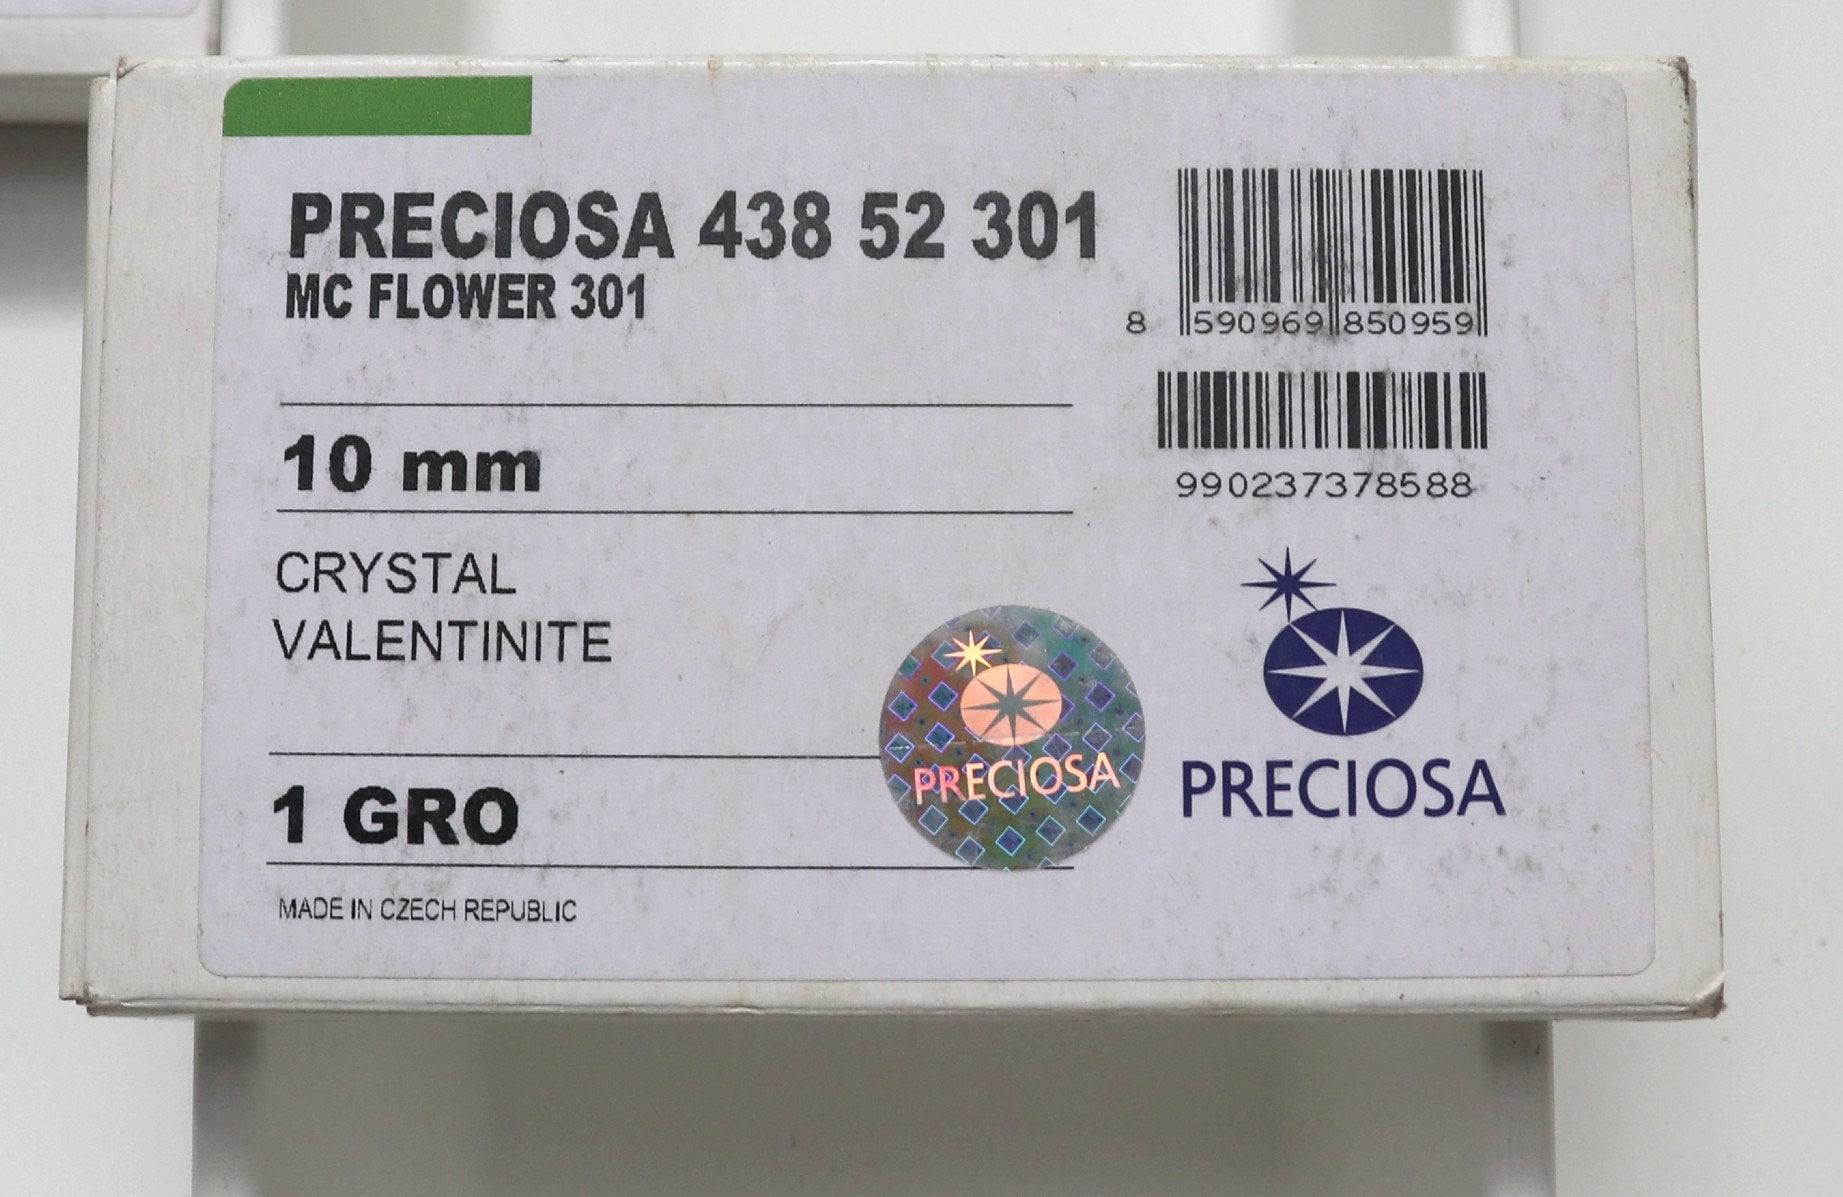 PRECIOSA 438 52 301
MC FLOWER 301
8 590969 850959
10 mm
990237378588
CRYSTAL
VALENTINITE
PRECIOSA
PRECIOSA
1 GRO
MADE IN CZECH REPUBLIC